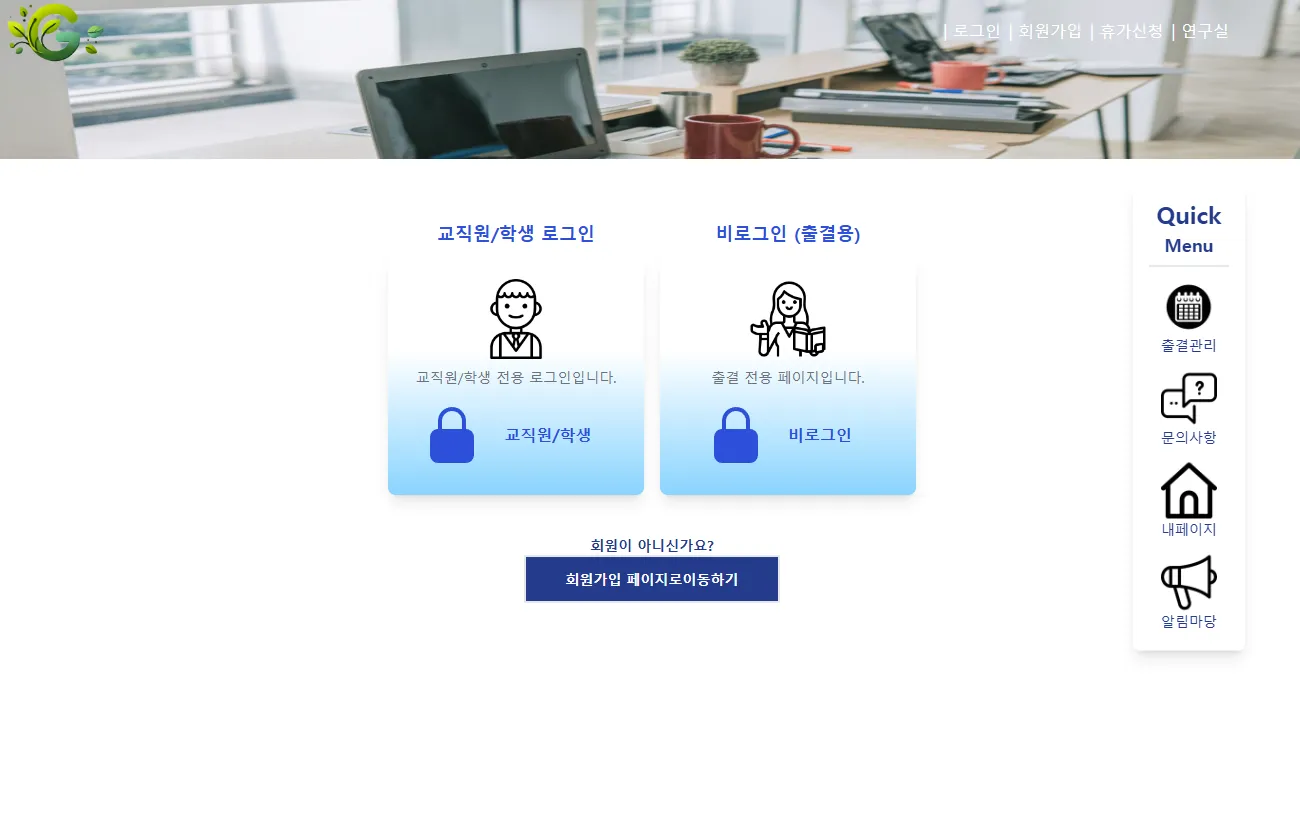 | 로그인 | 회원가입 | 휴가신청 | 연구실
교직원/학생 로그인
교직원/학생 전용 로그인입니다.
교직원/학생
비로그인 (출결용)
출결 전용 페이지입니다.
비로그인
회원이 아니신가요?
회원가입 페이지로이동하기
Quick
Menu
출결관리
문의사항
내페이지
알림마당